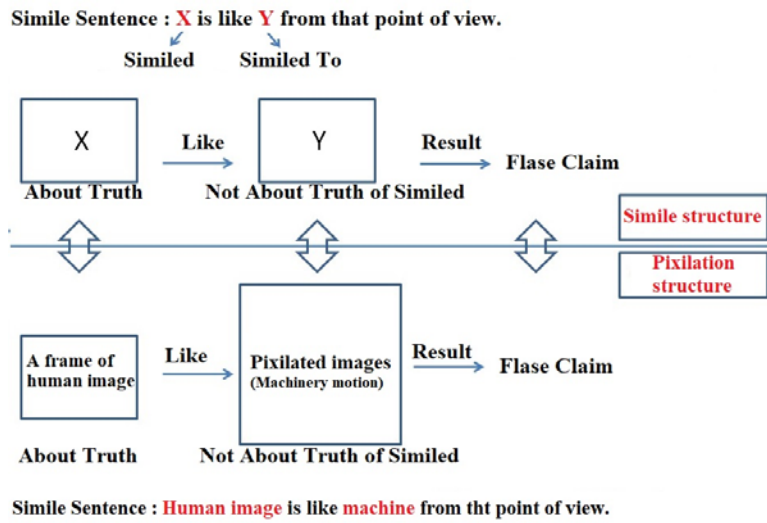 Simile Sentence : X is like Y from that point of view.
Similed Similed To
X Like Y Result Flase Claim
About Truth Not About Truth of Similed
Simile structure
Pixilation
structure
A frame of
human image
Like
Pixilated images
(Machinery motion)
Result
Flase Claim
About Truth Not About Truth of Similed
Simile Sentence : Human image is like machine from tht point of view.